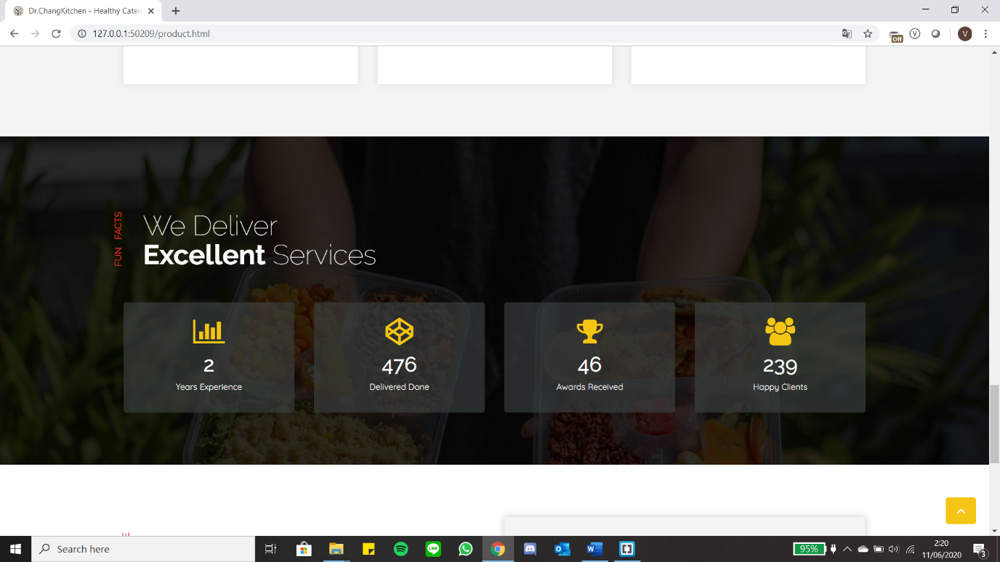 Dr.ChangKitchen - Healthy Cater
127.0.0.1:50209/product.html
Off
V
V
FUN FACTS
We Deliver
Excellent Services
2
476
46
239
Years Experience
Delivered Done
Awards Received
Happy Clients
Search here
LINE
95%
2:20
11/06/2020
3